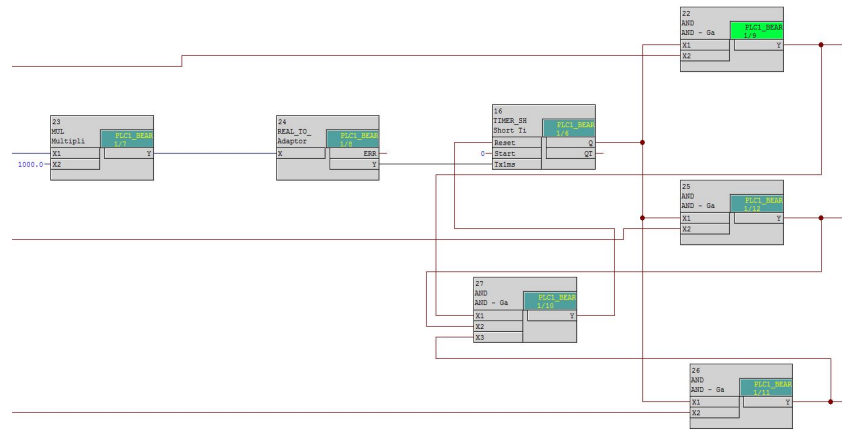 22
AND
AND - Ga
PLC1_BEAR
1/9
X1
Y
X2
23
MUL
Multipli
PLC1_BEAR
1/7
X1
Y
1000.0
X2
24
REAL_TO_
Adaptor
PLC1_BEAR
1/8
X
ERR
Y
16
TIMER_SH
Short Ti
PLC1_BEAR
1/6
Reset
Q
0
Start
QT
Tx1ms
25
AND
AND - Ga
PLC1_BEAR
1/12
X1
Y
X2
27
AND
AND - Ga
PLC1_BEAR
1/10
X1
Y
X2
X3
26
AND
AND - Ga
PLC1_BEAR
1/11
X1
Y
X2